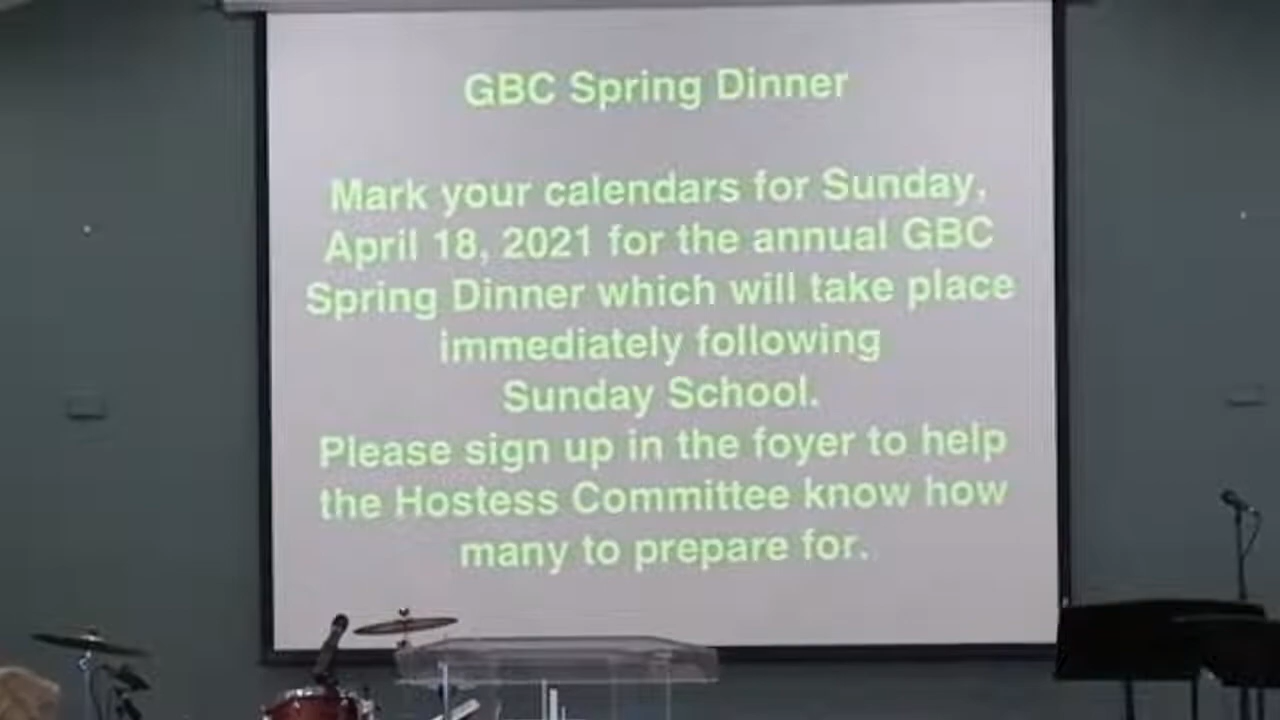 GBC Spring Dinner
Mark your calendars for Sunday,
April 18, 2021 for the annual GBC
Spring Dinner which will take place
immediately following
Sunday School.
Please sign up in the foyer to help
the Hostess Committee know how
many to prepare for.